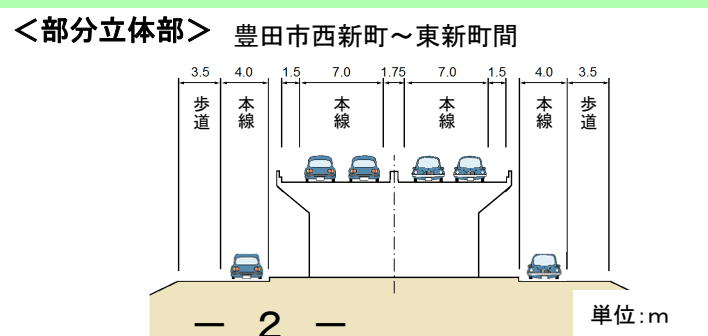 ＜部分立体部＞ 豊田市西新町～東新町間
3.5 4.0 1.5 7.0 1.75 7.0 1.5 4.0 3.5
歩道 本線 本線 本線 本線 歩道
－ 2 －
単位：m